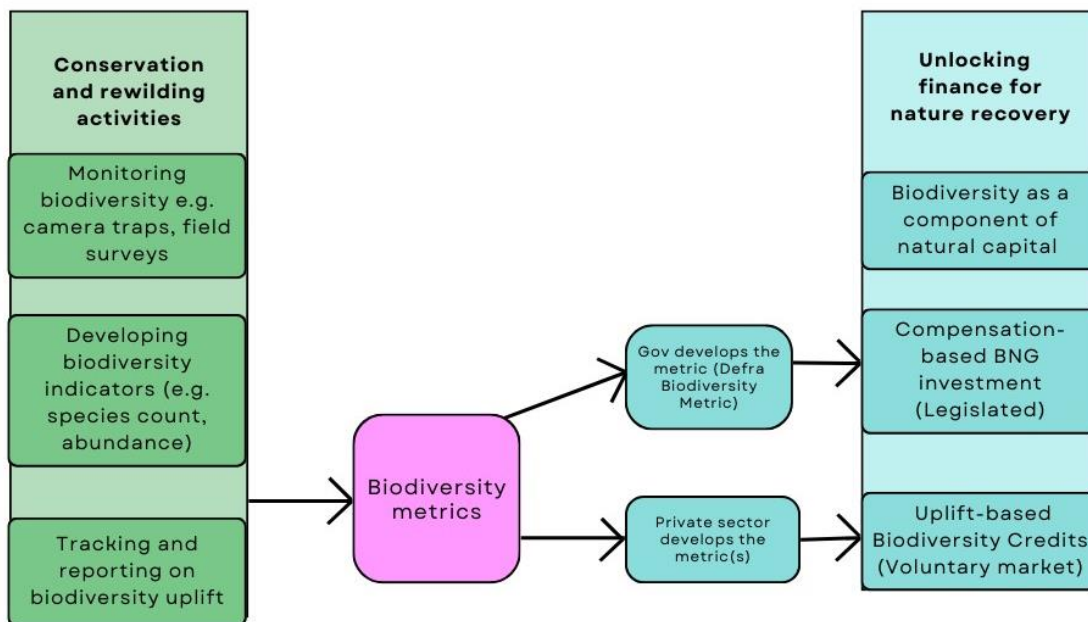 Conservation
and rewilding
activities
Monitoring
biodiversity e.g.
camera traps, field
surveys
Developing
biodiversity
indicators (e.g.
species count,
abundance)
Tracking and
reporting on
biodiversity uplift
Biodiversity
metrics
Gov develops the
metric (Defra
Biodiversity
Metric)
Private sector
develops the
metric(s)
Unlocking
finance for
nature recovery
Biodiversity as a
component of
natural capital
Compensation-
based BNG
investment
(Legislated)
Uplift-based
Biodiversity Credits
(Voluntary market)